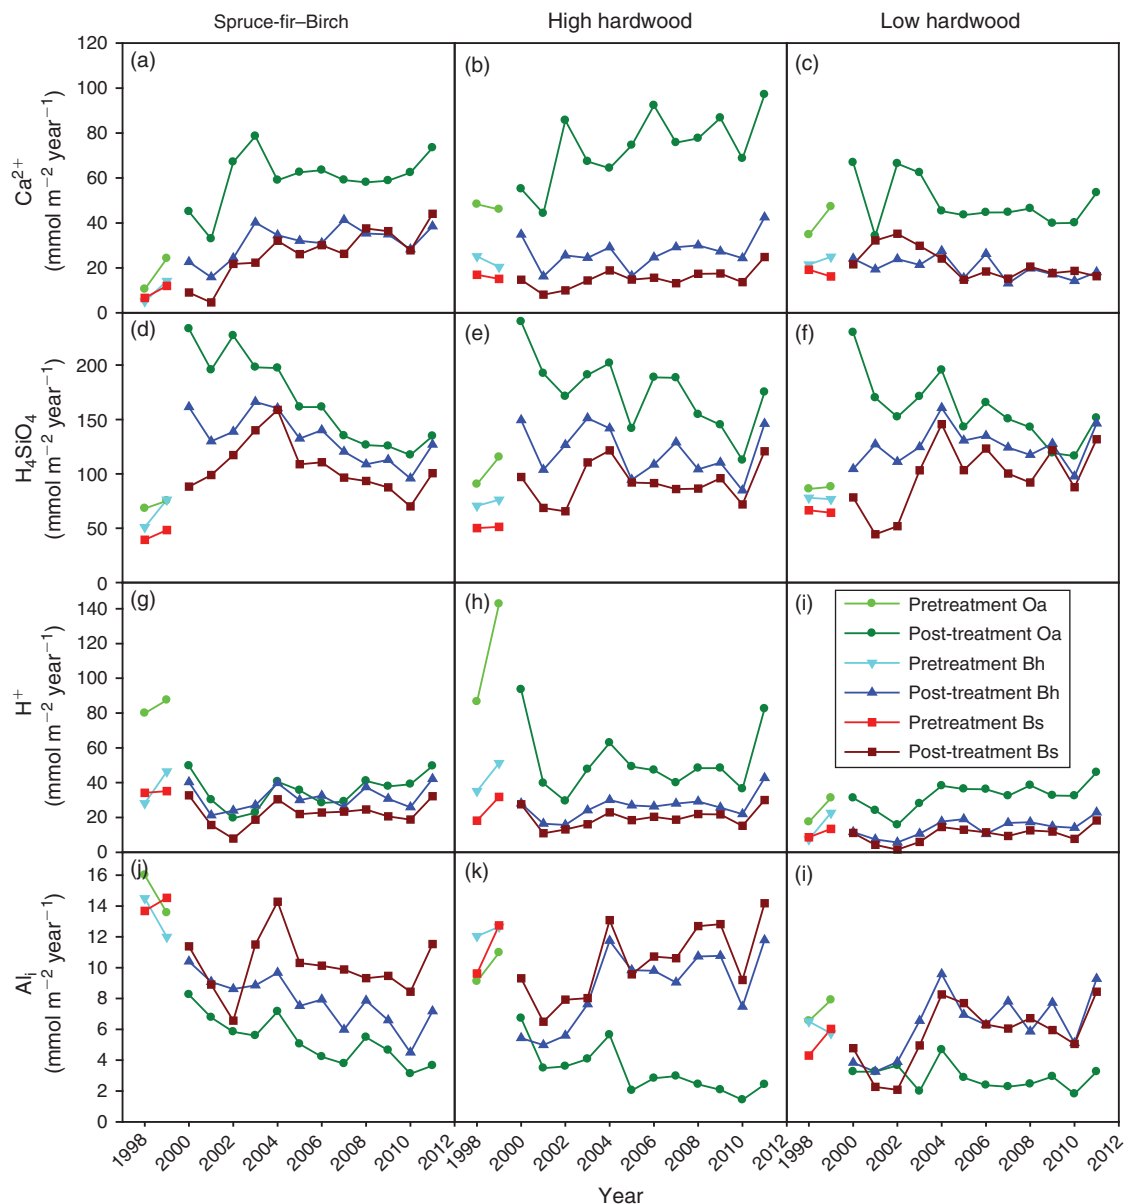 Spruce-fir–Birch High hardwood Low hardwood
Ca2+
(mmol m−2 year−1)
120
100
80
60
40
20
0
(a) (b) (c)
H4SiO4
(mmol m−2 year−1)
200
150
100
50
0
(d) (e) (f)
H+
(mmol m−2 year−1)
140
120
100
80
60
40
20
0
(g) (h) (i)
Pretreatment Oa
Post-treatment Oa
Pretreatment Bh
Post-treatment Bh
Pretreatment Bs
Post-treatment Bs
Ali
(mmol m−2 year−1)
16
14
12
10
8
6
4
2
0
(j) (k) (i)
1998 2000 2002 2004 2006 2008 2010 2012 1998 2000 2002 2004 2006 2008 2010 2012 1998 2000 2002 2004 2006 2008 2010 2012
Year